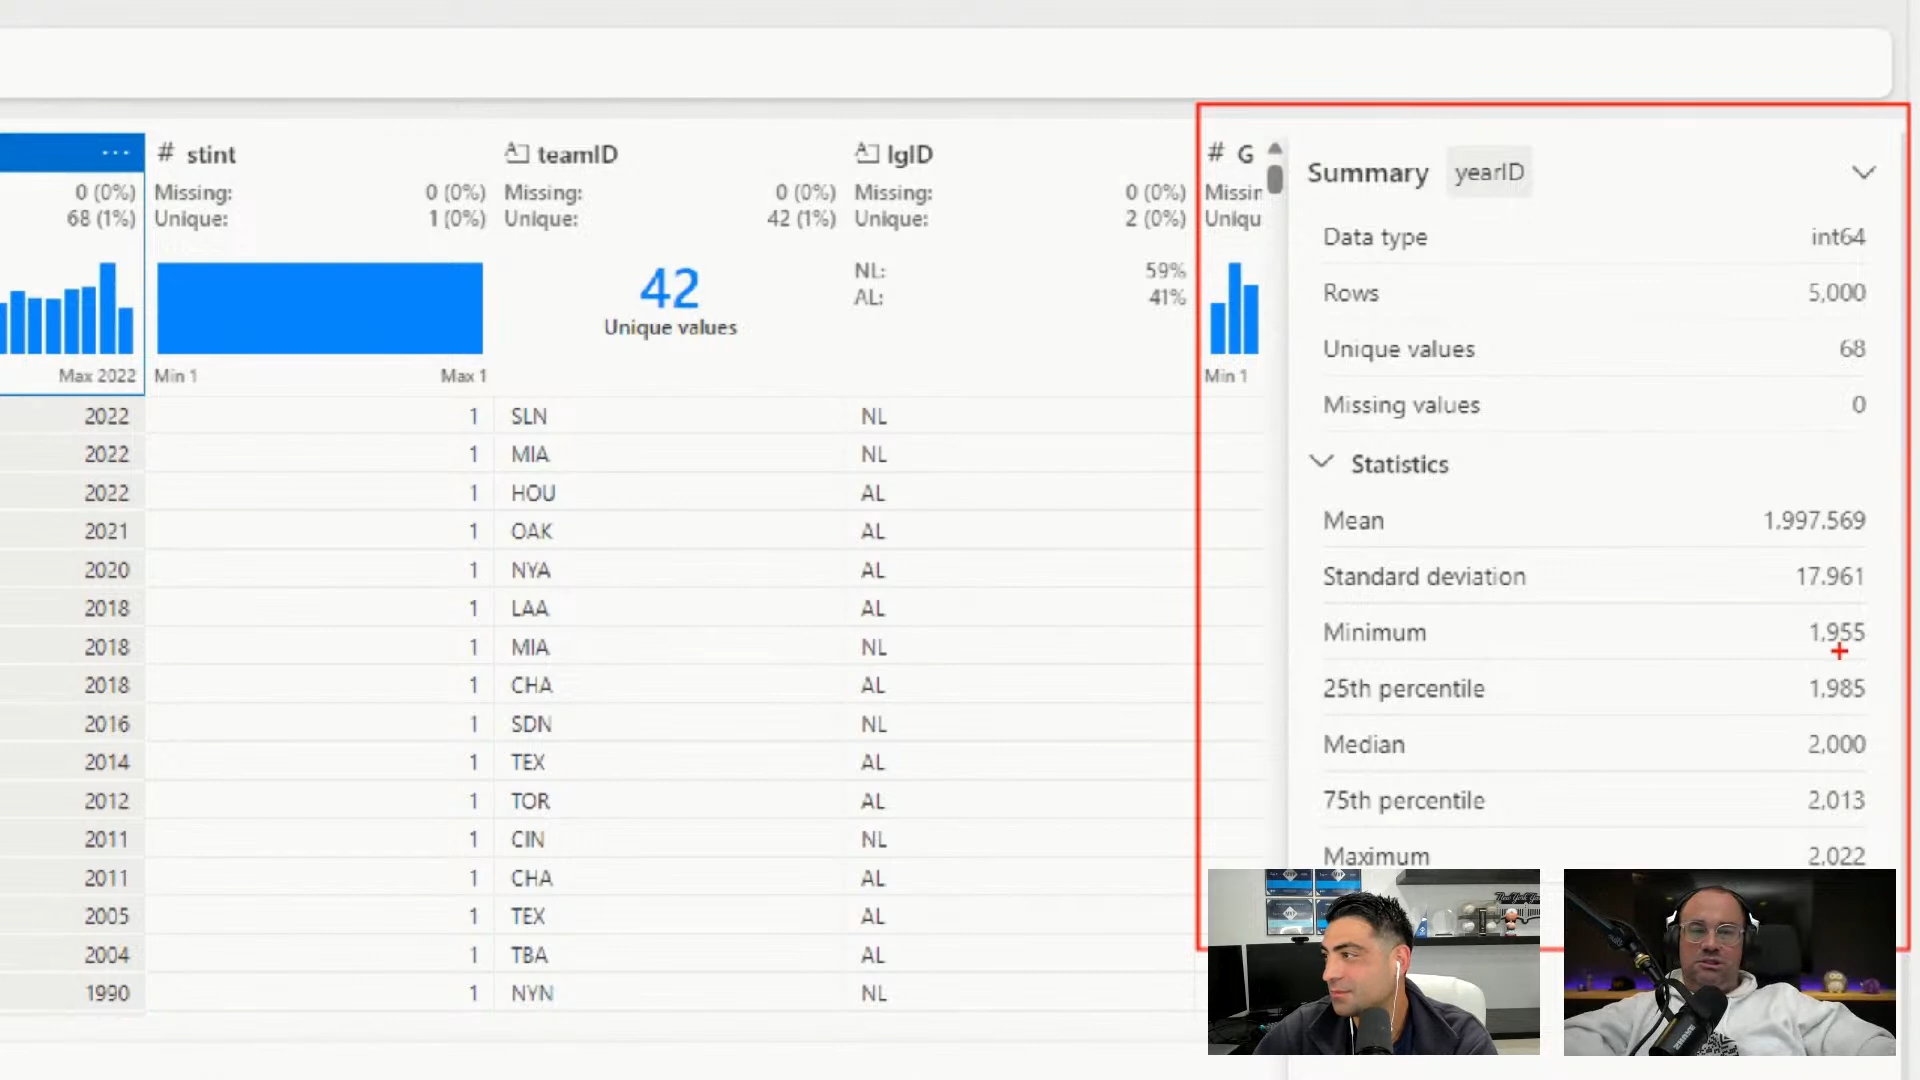 ... # stint teamID lgID # G
0 (0%) Missing: 0 (0%) Missing: 0 (0%) Missing: 0 (0%) Missin
68 (1%) Unique: 1 (0%) Unique: 42 (1%) Unique: 2 (0%) Uniqu
42
Unique values
NL: 59%
AL: 41%
Max 2022 Min 1 Max 1 Min 1
2022 1 SLN NL
2022 1 MIA NL
2022 1 HOU AL
2021 1 OAK AL
2020 1 NYA AL
2018 1 LAA AL
2018 1 MIA NL
2018 1 CHA AL
2016 1 SDN NL
2014 1 TEX AL
2012 1 TOR AL
2011 1 CIN NL
2011 1 CHA AL
2005 1 TEX AL
2004 1 TBA AL
1990 1 NYN NL
Summary yearID
Data type int64
Rows 5,000
Unique values 68
Missing values 0
Statistics
Mean 1,997.569
Standard deviation 17.961
Minimum 1,955
25th percentile 1,985
Median 2,000
75th percentile 2,013
Maximum 2,022